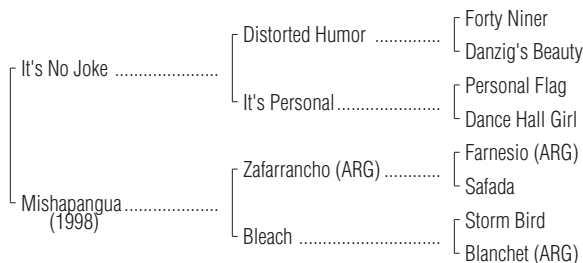 Forty Niner
Distorted Humor ..............
Danzig's Beauty
It's No Joke ......................
Personal Flag
It's Personal......................
Dance Hall Girl
Farnesio (ARG)
Zafarrancho (ARG) ............
Safada
Mishapangua....................
(1998)
Storm Bird
Bleach ..............................
Blanchet (ARG)